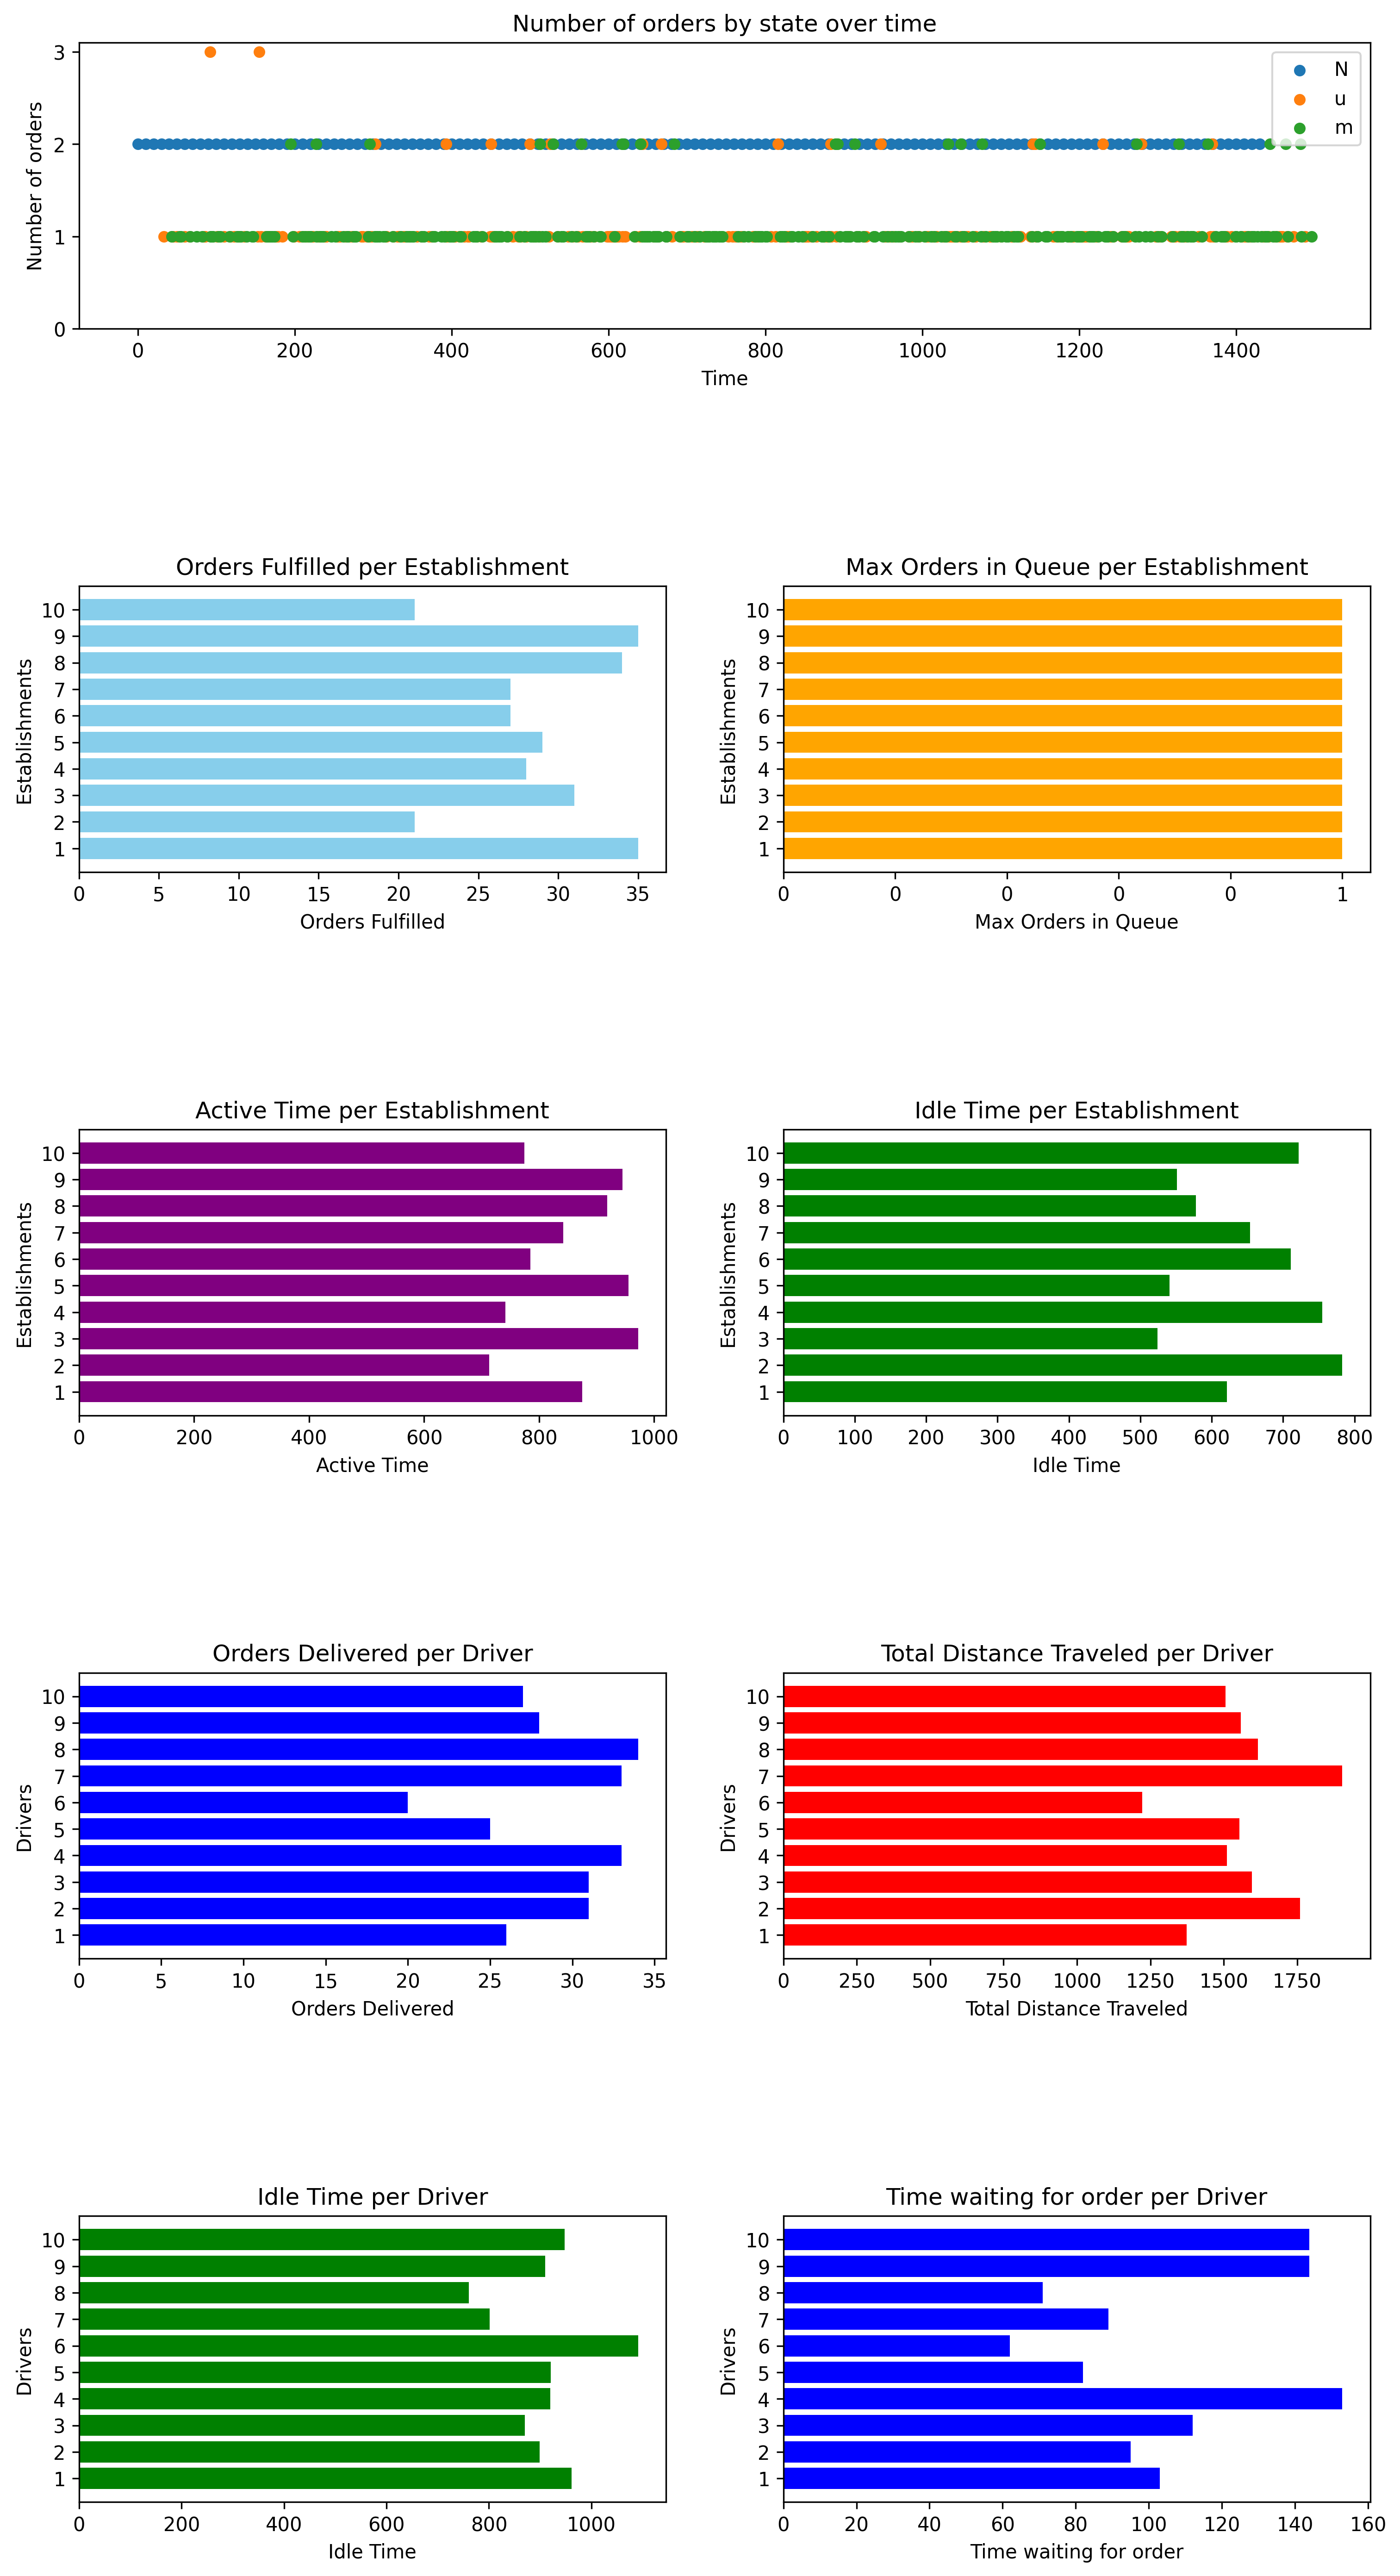 Number of orders by state over time
Number of orders
3
2
1
0
N
u
m
0 200 400 600 800 1000 1200 1400
Time
Orders Fulfilled per Establishment
Establishments
10
9
8
7
6
5
4
3
2
1
0 5 10 15 20 25 30 35
Orders Fulfilled
Max Orders in Queue per Establishment
Establishments
10
9
8
7
6
5
4
3
2
1
0 0 0 0 0 1
Max Orders in Queue
Active Time per Establishment
Establishments
10
9
8
7
6
5
4
3
2
1
0 200 400 600 800 1000
Active Time
Idle Time per Establishment
Establishments
10
9
8
7
6
5
4
3
2
1
0 100 200 300 400 500 600 700 800
Idle Time
Orders Delivered per Driver
Drivers
10
9
8
7
6
5
4
3
2
1
0 5 10 15 20 25 30 35
Orders Delivered
Total Distance Traveled per Driver
Drivers
10
9
8
7
6
5
4
3
2
1
0 250 500 750 1000 1250 1500 1750
Total Distance Traveled
Idle Time per Driver
Drivers
10
9
8
7
6
5
4
3
2
1
0 200 400 600 800 1000
Idle Time
Time waiting for order per Driver
Drivers
10
9
8
7
6
5
4
3
2
1
0 20 40 60 80 100 120 140 160
Time waiting for order